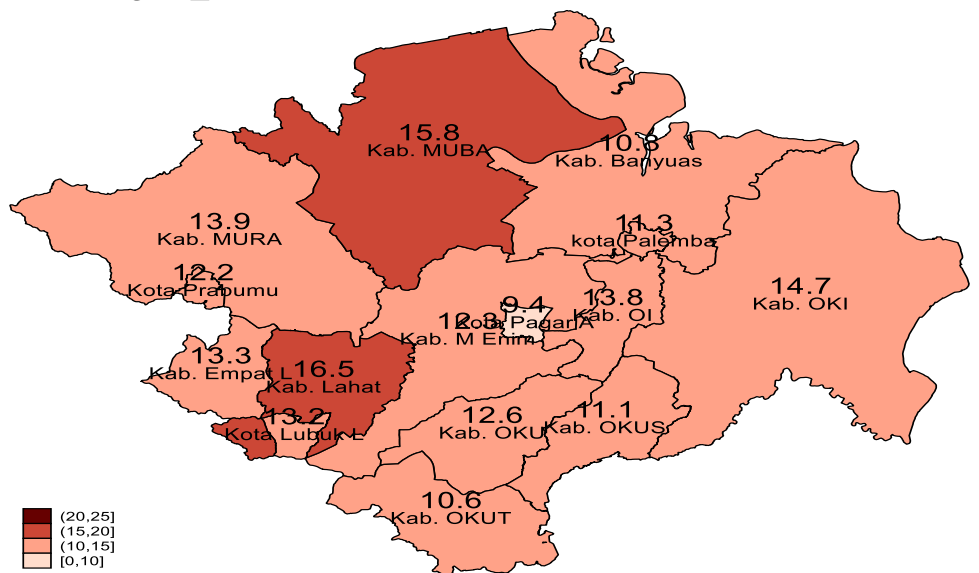 15.8
Kab. MUBA
10.8
Kab. Banyuas
13.9
Kab. MURA
11.3
kota Palemba
12.2
Kota Prabumu
14.7
Kab. OKI
9.4
Kota PagarA
13.8
Kab. OI
12.3
Kab. M Enim
13.3
Kab. Empat L
16.5
Kab. Lahat
13.2
Kota Lubuk L
12.6
Kab. OKU
11.1
Kab. OKUS
10.6
Kab. OKUT
(20,25]
(15,20]
(10,15]
[0,10]